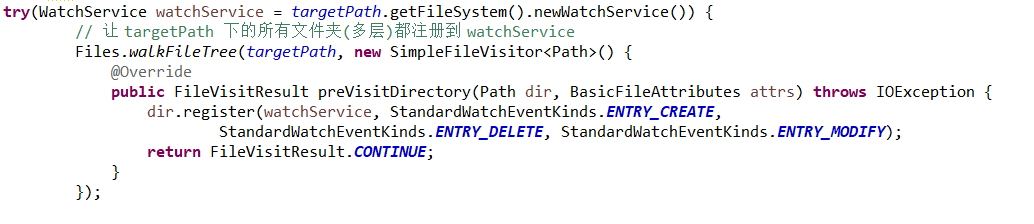 try(WatchService watchService = targetPath.getFileSystem().newWatchService()) {
// 让 targetPath 下的所有文件夹(多层)都注册到 watchService
Files.walkFileTree(targetPath, new SimpleFileVisitor<Path>() {
@Override
public FileVisitResult preVisitDirectory(Path dir, BasicFileAttributes attrs) throws IOException {
dir.register(watchService, StandardWatchEventKinds.ENTRY_CREATE,
StandardWatchEventKinds.ENTRY_DELETE, StandardWatchEventKinds.ENTRY_MODIFY);
return FileVisitResult.CONTINUE;
}
});